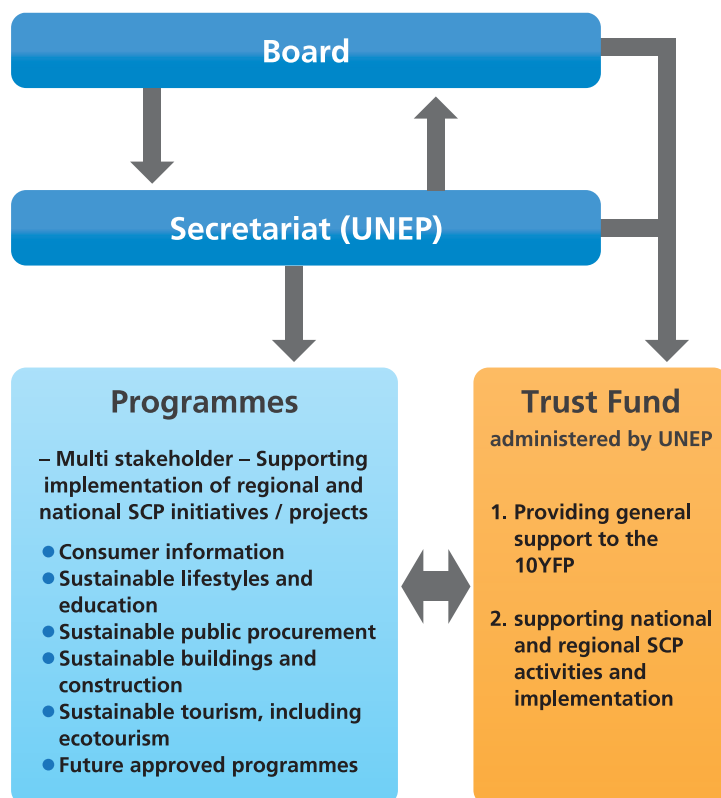 Board
Secretariat (UNEP)
Programmes
– Multi stakeholder – Supporting
implementation of regional and
national SCP initiatives / projects
● Consumer information
● Sustainable lifestyles and
education
● Sustainable public procurement
● Sustainable buildings and
construction
● Sustainable tourism, including
ecotourism
● Future approved programmes
Trust Fund
administered by UNEP
1. Providing general
support to the
10YFP
2. supporting national
and regional SCP
activities and
implementation